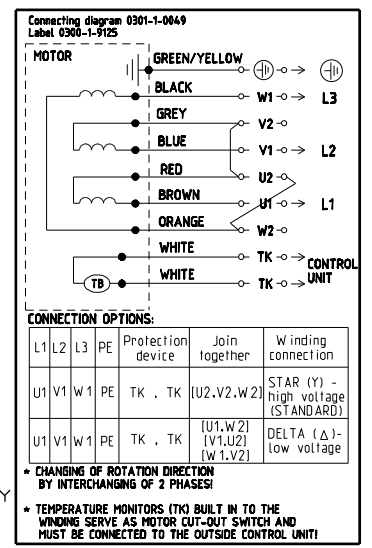 Connecting diagram 0301-1-0049
Label 0300-1-9125
MOTOR
GREEN/YELLOW
BLACK W1 L3
GREY V2
BLUE V1 L2
RED U2
BROWN U1 L1
ORANGE W2
WHITE TK CONTROL
TB WHITE TK UNIT
CONNECTION OPTIONS:
L1 L2 L3 PE Protection device Join together Winding connection
U1 V1 W1 PE TK , TK [U2.V2.W2] STAR (Y) - high voltage (STANDARD)
U1 V1 W1 PE TK , TK [U1.W2] [V1.U2] [W1.V2] DELTA (△)- low voltage
* CHANGING OF ROTATION DIRECTION
BY INTERCHANGING OF 2 PHASES!
Y
* TEMPERATURE MONITORS (TK) BUILT IN TO THE
WINDING SERVE AS MOTOR CUT-OUT SWITCH AND
MUST BE CONNECTED TO THE OUTSIDE CONTROL UNIT!